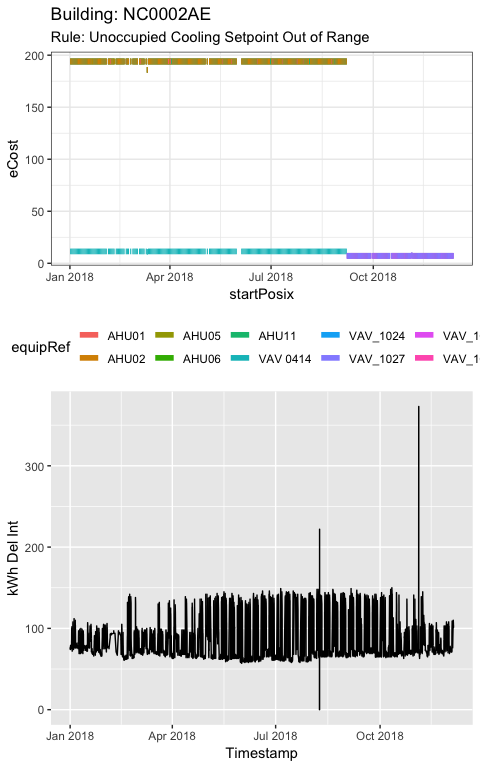 Building: NC0002AE
Rule: Unoccupied Cooling Setpoint Out of Range
200
150
100
50
0
eCost
Jan 2018 Apr 2018 Jul 2018 Oct 2018
startPosix
equipRef
AHU01 AHU05 AHU11 VAV_1024 VAV_1
AHU02 AHU06 VAV 0414 VAV_1027 VAV_1
300
200
100
0
kWh Del Int
Jan 2018 Apr 2018 Jul 2018 Oct 2018
Timestamp